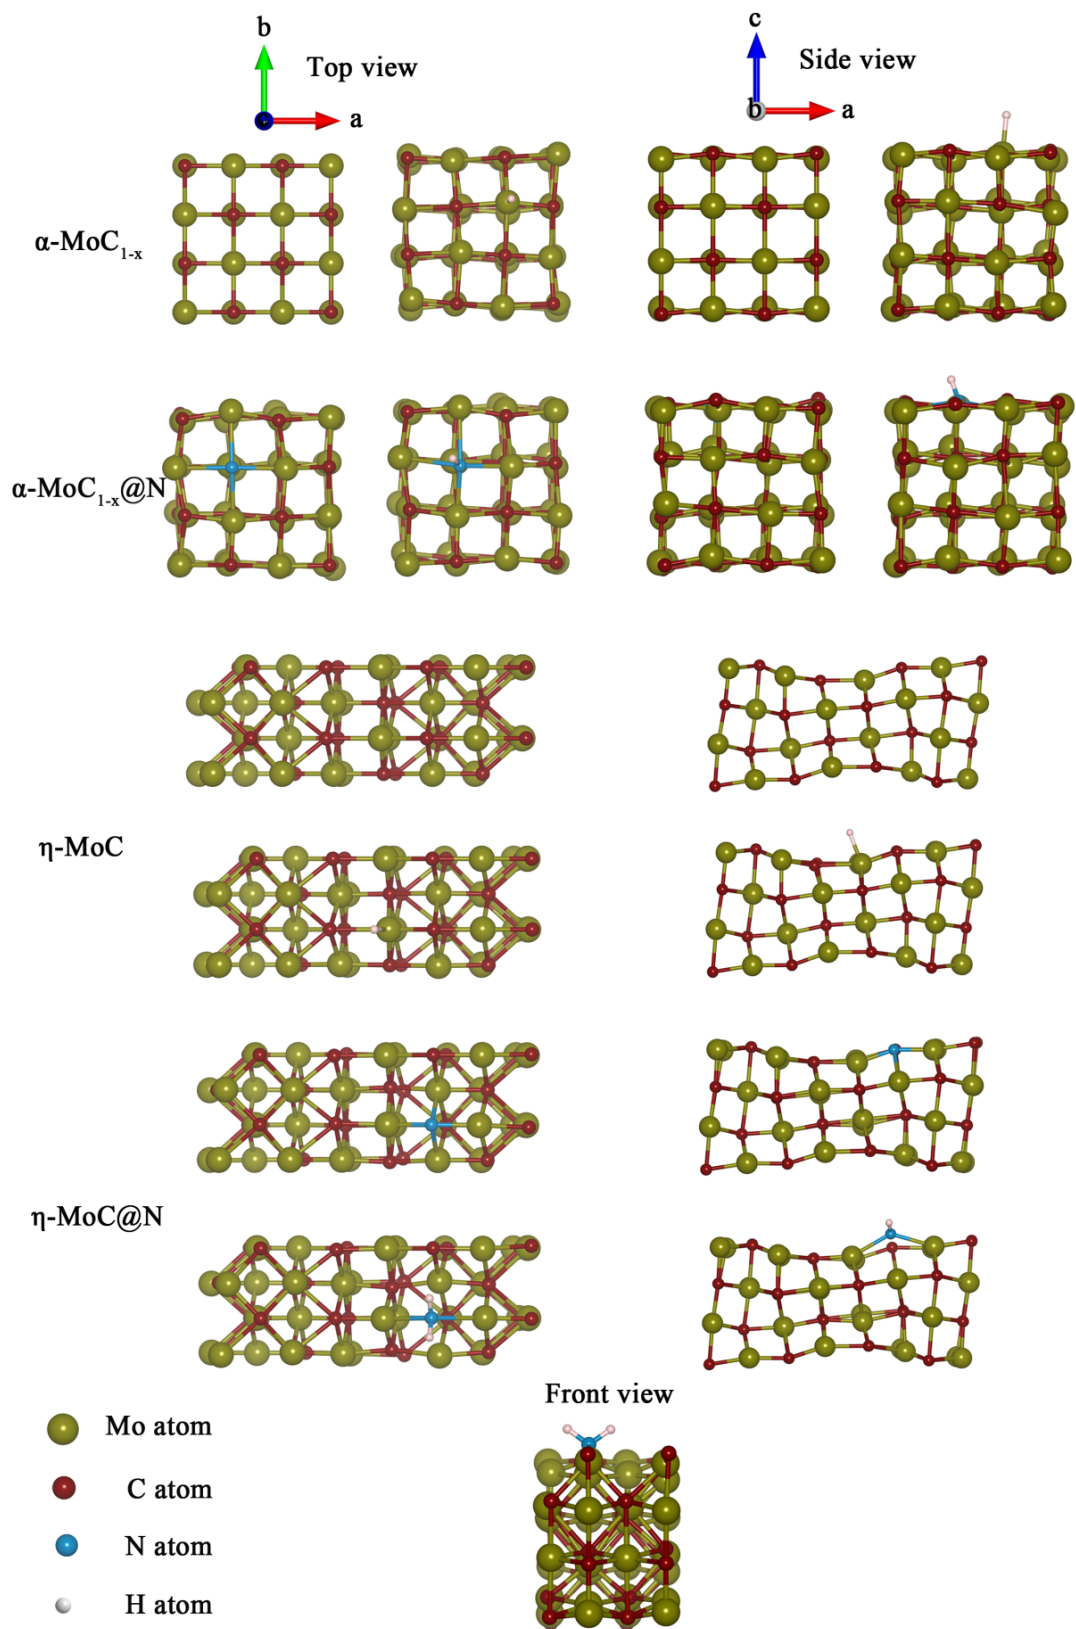 b
Top view
a
c
c
Side view
b
a
α-MoC₁₋ₓ
α-MoC₁₋ₓ@N
η-MoC
η-MoC@N
Front view
Mo atom
C atom
N atom
H atom